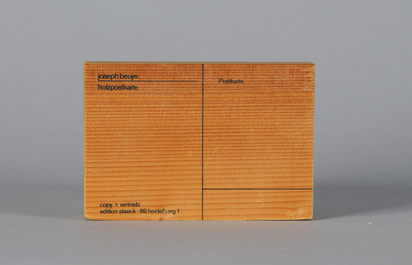 joseph beuys:
holzpostkarte
Postkarte
copy. + vertrieb:
edition staeck · 69 heidelberg 1